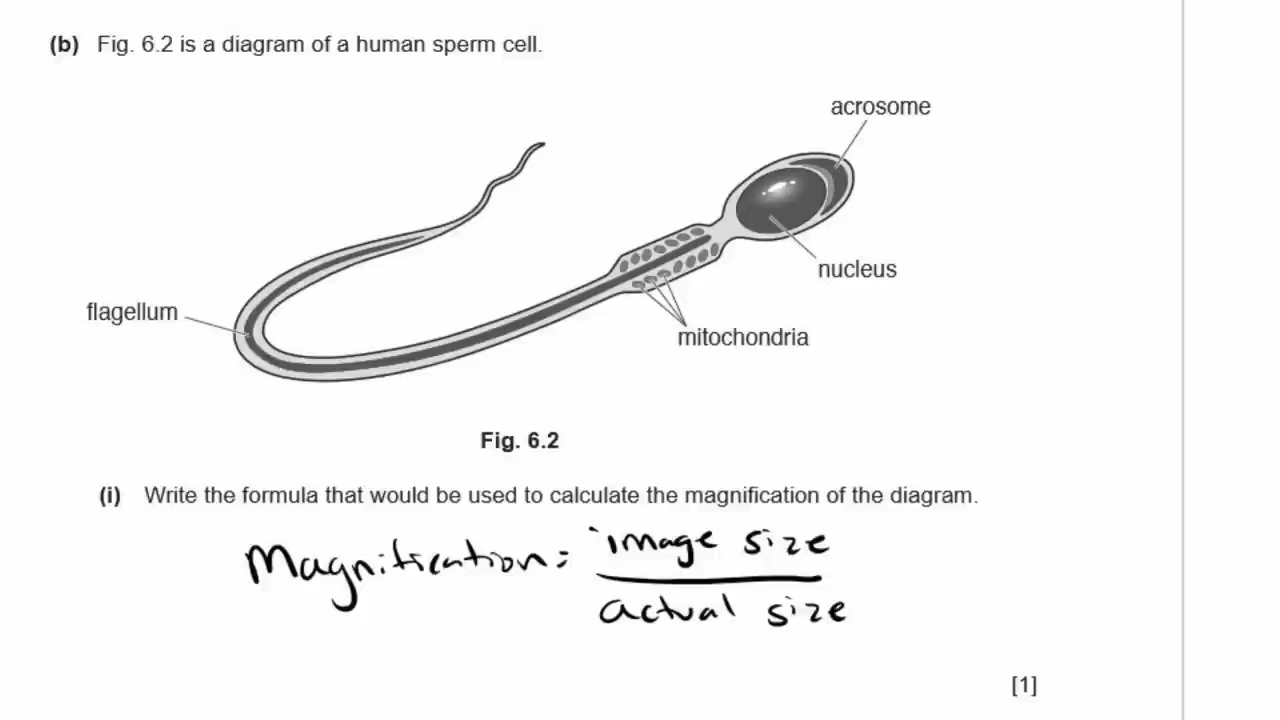 (b) Fig. 6.2 is a diagram of a human sperm cell.
acrosome
nucleus
flagellum
mitochondria
Fig. 6.2
(i) Write the formula that would be used to calculate the magnification of the diagram.
Magnification = image size
actual size
[1]